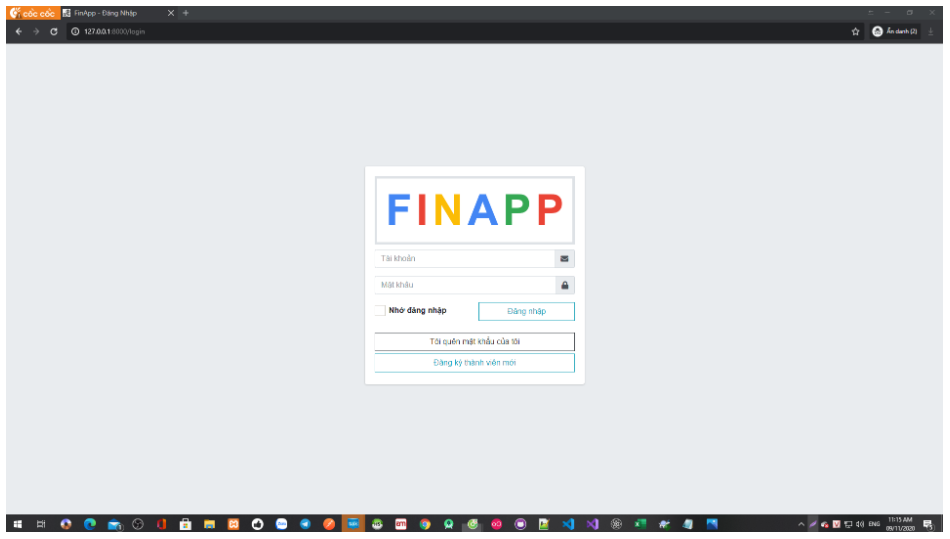 cốc cốc
FinApp - Đăng Nhập
127.0.0.1:8000/login
Ẩn danh (2)
FINAPP
Tài khoản
Mật khẩu
Nhớ đăng nhập
Đăng nhập
Tôi quên mật khẩu của tôi
Đăng ký thành viên mới
ENG
11:15 AM
09/11/2020